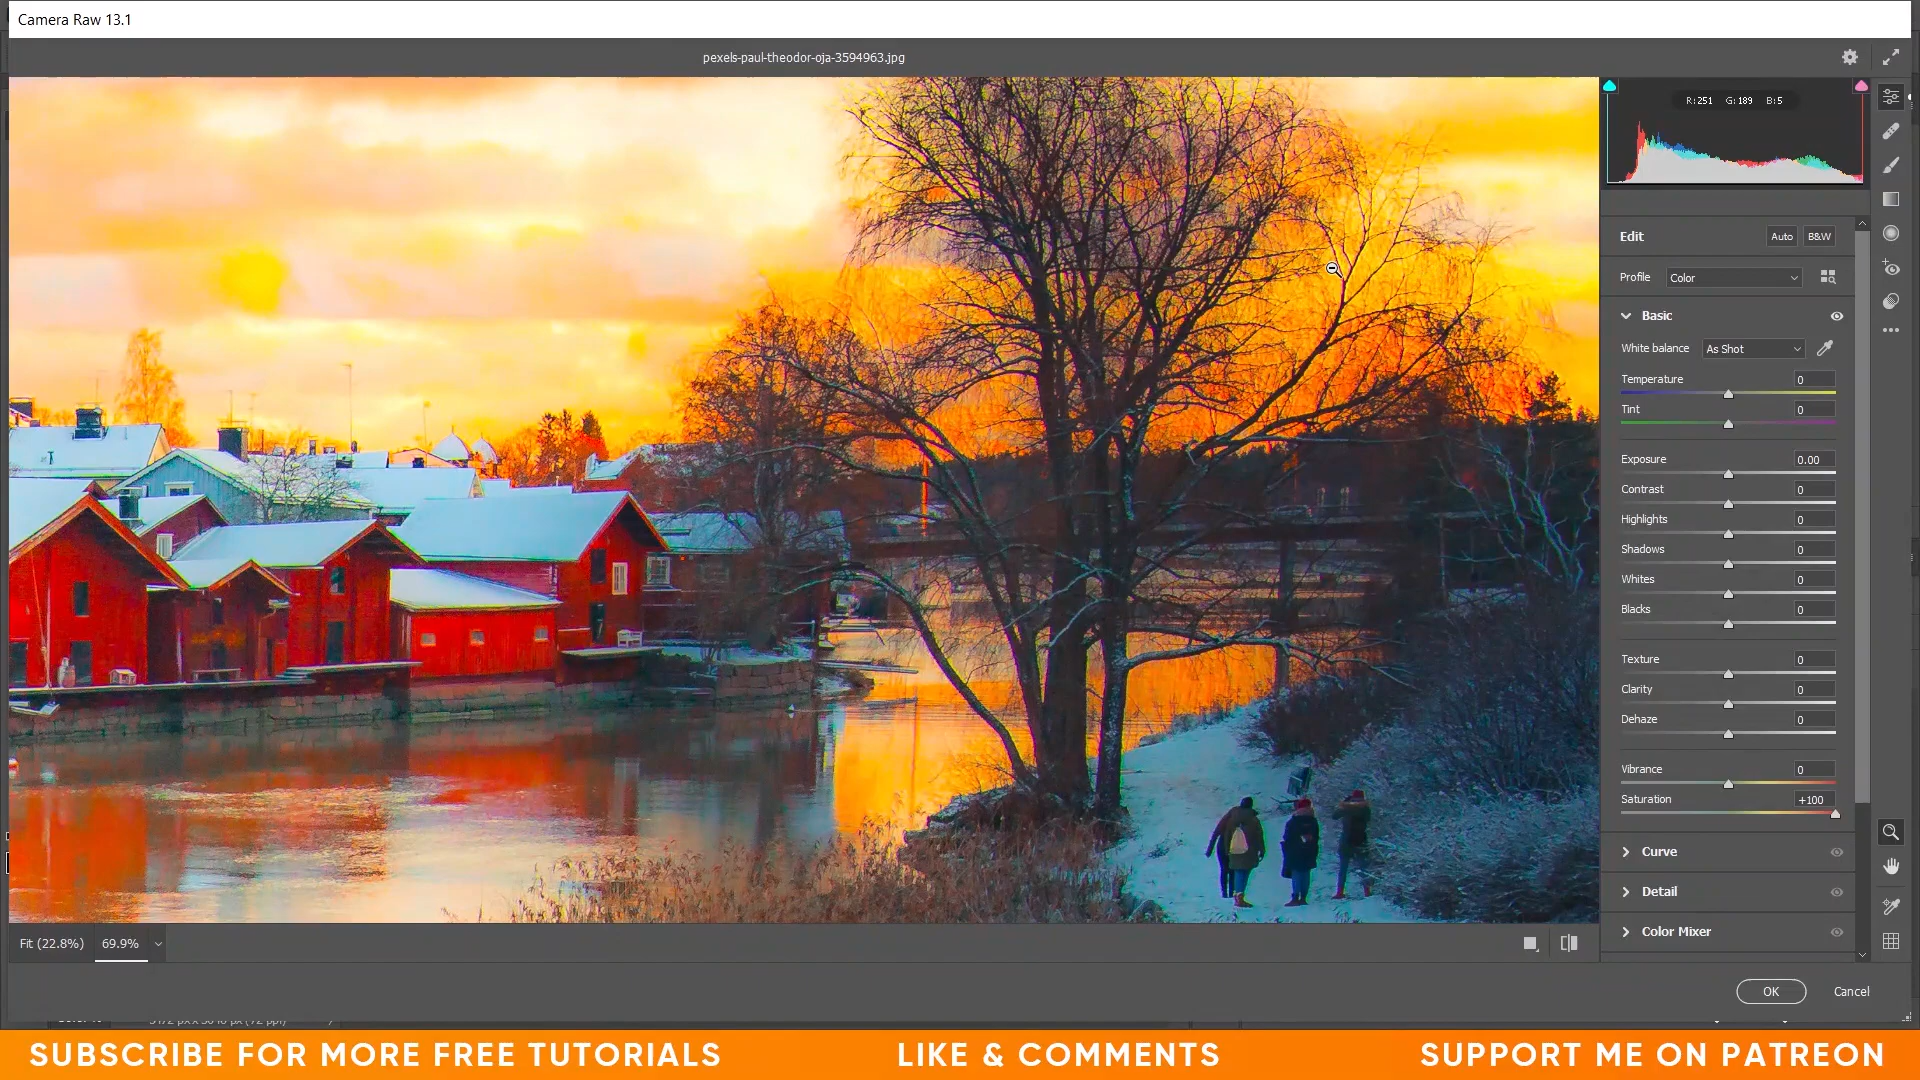 Camera Raw 13.1
pexels-paul-theodor-oja-3594963.jpg
R:251 G:189 B:5
Edit Auto B&W
Profile Color
Basic
White balance As Shot
Temperature 0
Tint 0
Exposure 0.00
Contrast 0
Highlights 0
Shadows 0
Whites 0
Blacks 0
Texture 0
Clarity 0
Dehaze 0
Vibrance 0
Saturation +100
Curve
Detail
Color Mixer
Fit (22.8%) 69.9%
OK Cancel
SUBSCRIBE FOR MORE FREE TUTORIALS LIKE & COMMENTS SUPPORT ME ON PATREON